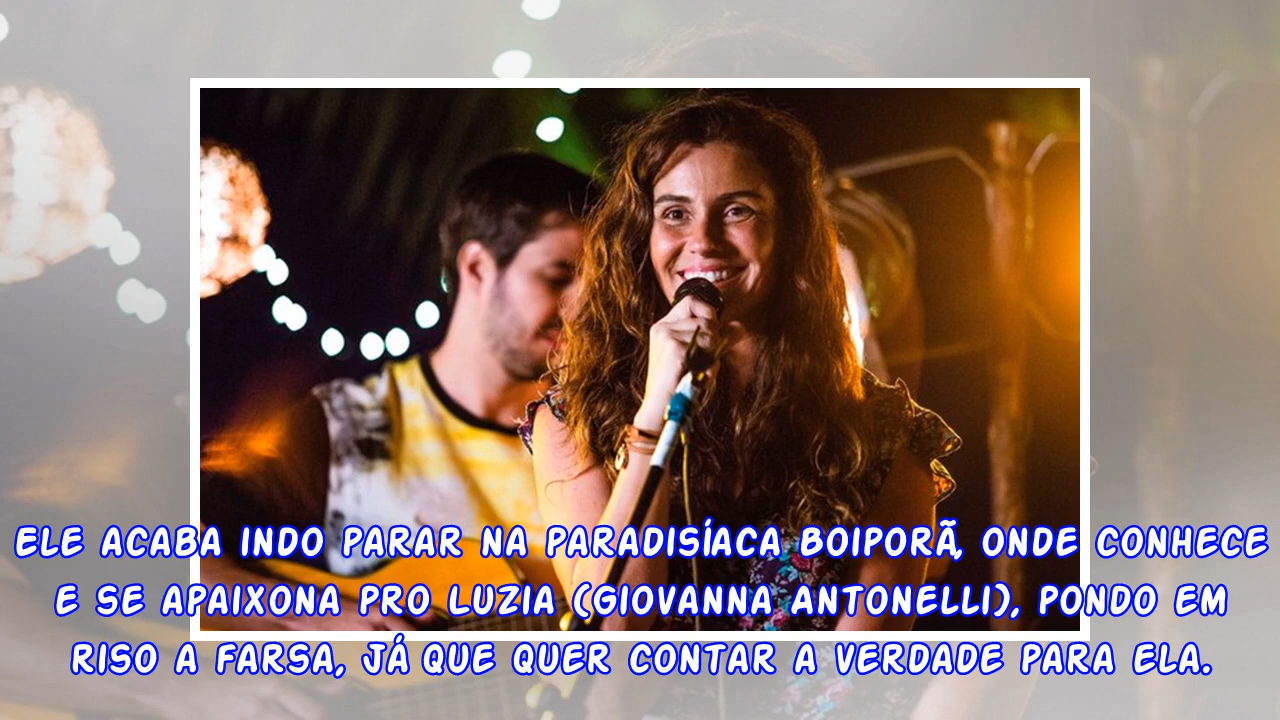 ELE ACABA INDO PARAR NA PARADISÍACA BOIPORÃ, ONDE CONHECE
E SE APAIXONA PRO LUZIA (GIOVANNA ANTONELLI), PONDO EM
RISO A FARSA, JÁ QUE QUER CONTAR A VERDADE PARA ELA.